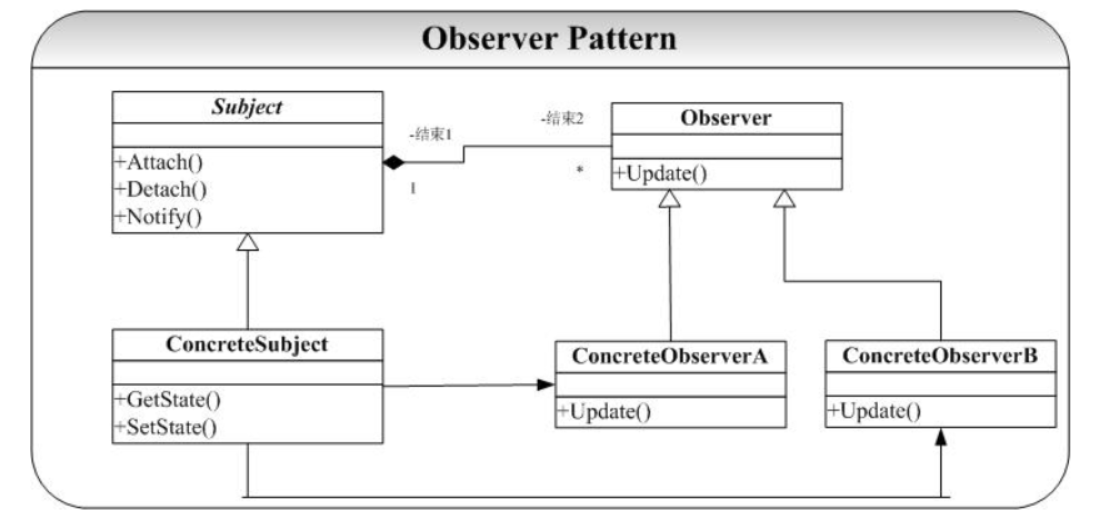 Observer Pattern
Subject
+Attach()
+Detach()
+Notify()
-结束1
1
-结束2
*
Observer
+Update()
ConcreteSubject
+GetState()
+SetState()
ConcreteObserverA
+Update()
ConcreteObserverB
+Update()